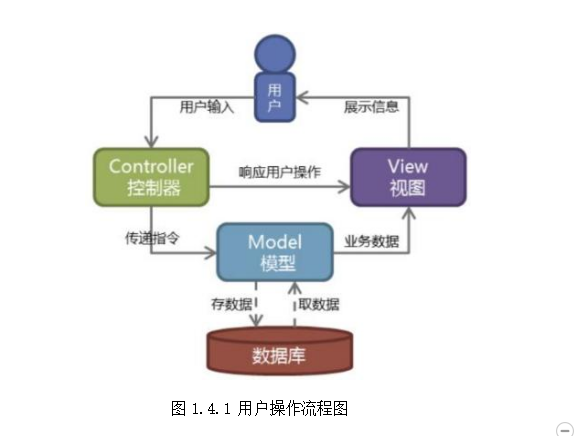 用
户
用户输入
展示信息
Controller
控制器
响应用户操作
View
视图
传递指令
Model
模型
业务数据
存数据
取数据
数据库
图 1.4.1 用户操作流程图